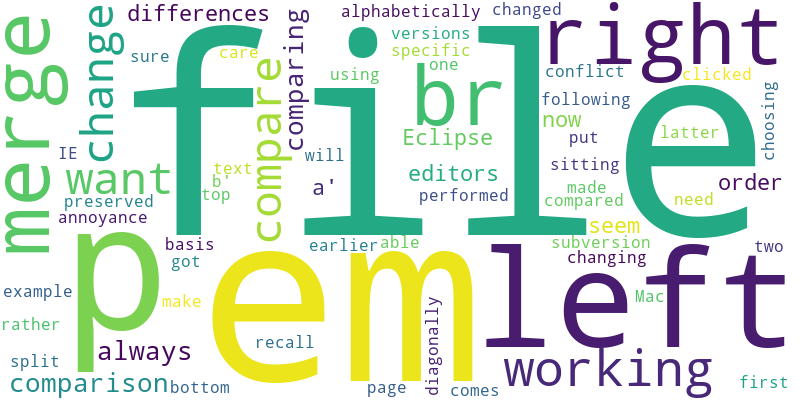 differences
alphabetically
changed
sure
care
versions
specific
one
right
merge
change
compare
comparing
using
file
br
conflict
clicked
following
choosing
now
latter
put
Eclipse
IE
want
text
b'
top
will
a'
editors
performed
sitting
made
compared
order
need
preserved
annoyance
seem
p
basis
got
earlier
able
subversion
changing
two
example
em
left
Mac
make
rather
diagonally
recall
split
always
working
comparison
bottom
page
comes
first